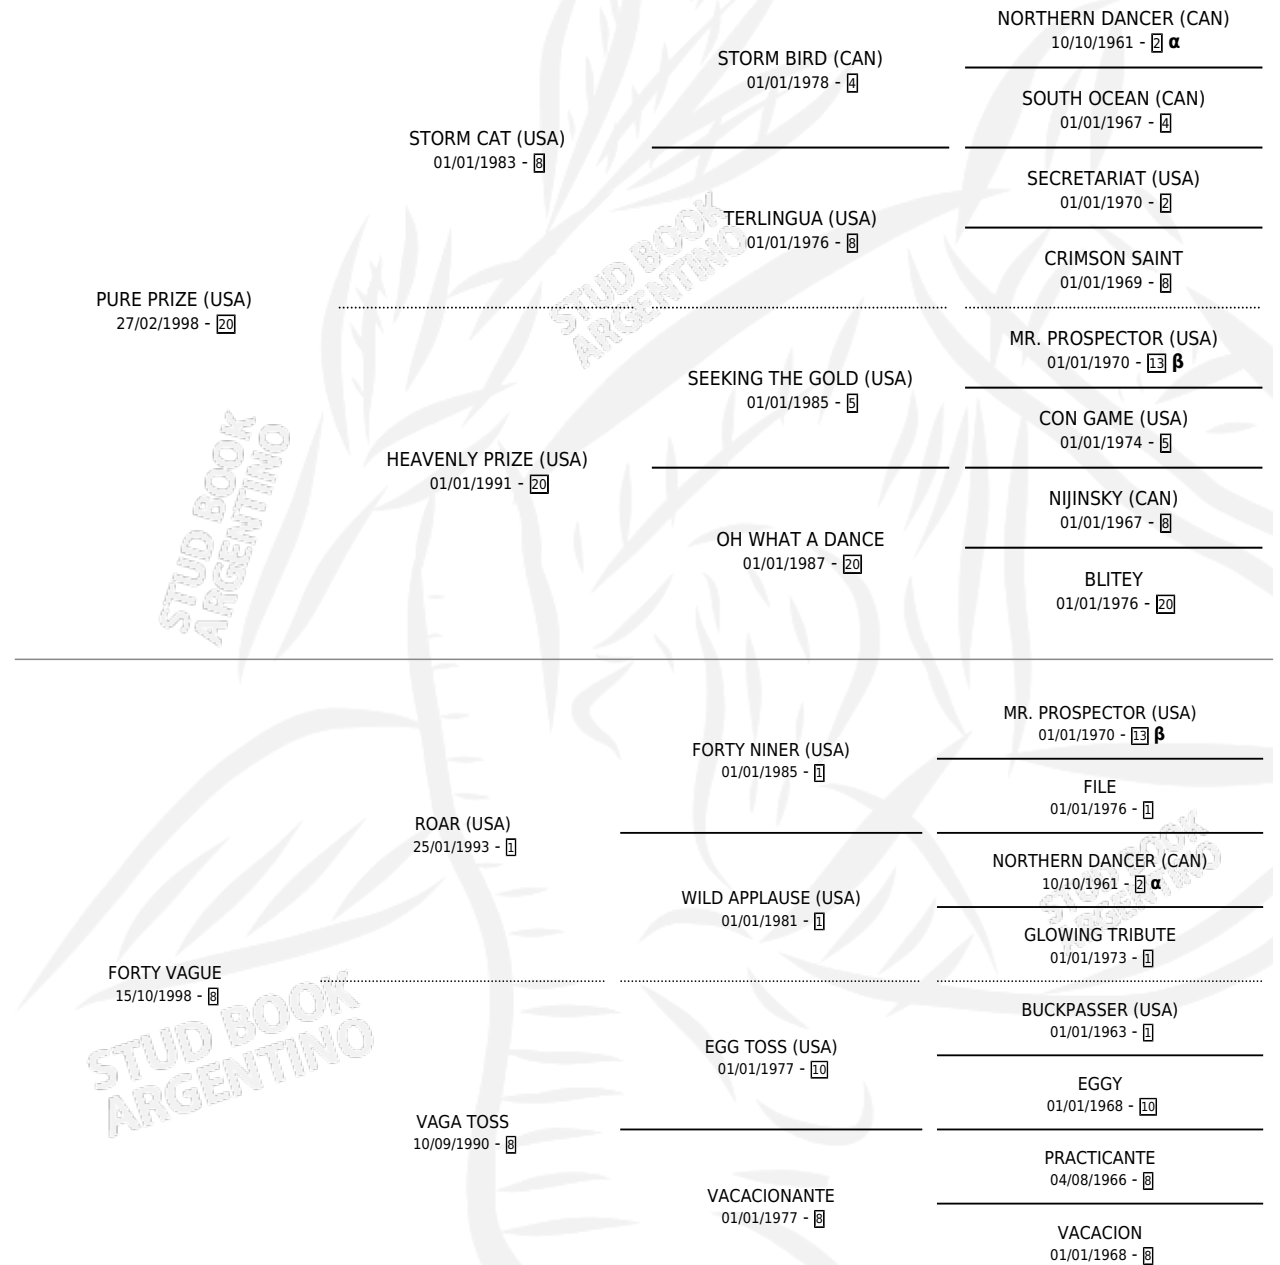 NORTHERN DANCER (CAN)
10/10/1961 - 2 α
STORM BIRD (CAN)
01/01/1978 - 4
SOUTH OCEAN (CAN)
01/01/1967 - 4
STORM CAT (USA)
01/01/1983 - 8
SECRETARIAT (USA)
01/01/1970 - 2
TERLINGUA (USA)
01/01/1976 - 8
CRIMSON SAINT
01/01/1969 - 8
PURE PRIZE (USA)
27/02/1998 - 20
STUD BOOK
ARGENTINO
MR. PROSPECTOR (USA)
01/01/1970 - 13 β
SEEKING THE GOLD (USA)
01/01/1985 - 5
CON GAME (USA)
01/01/1974 - 5
HEAVENLY PRIZE (USA)
01/01/1991 - 20
NIJINSKY (CAN)
01/01/1967 - 8
OH WHAT A DANCE
01/01/1987 - 20
BLITEY
01/01/1976 - 20
STUD BOOK
ARGENTINO
MR. PROSPECTOR (USA)
01/01/1970 - 13 β
FORTY NINER (USA)
01/01/1985 - 1
FILE
01/01/1976 - 1
ROAR (USA)
25/01/1993 - 1
NORTHERN DANCER (CAN)
10/10/1961 - 2 α
WILD APPLAUSE (USA)
01/01/1981 - 1
GLOWING TRIBUTE
01/01/1973 - 1
STUD BOOK
ARGENTINO
FORTY VAGUE
15/10/1998 - 8
BUCKPASSER (USA)
01/01/1963 - 1
EGG TOSS (USA)
01/01/1977 - 10
EGGY
01/01/1968 - 10
STUD BOOK
ARGENTINO
VAGA TOSS
10/09/1990 - 8
PRACTICANTE
04/08/1966 - 8
VACACIONANTE
01/01/1977 - 8
VACACION
01/01/1968 - 8